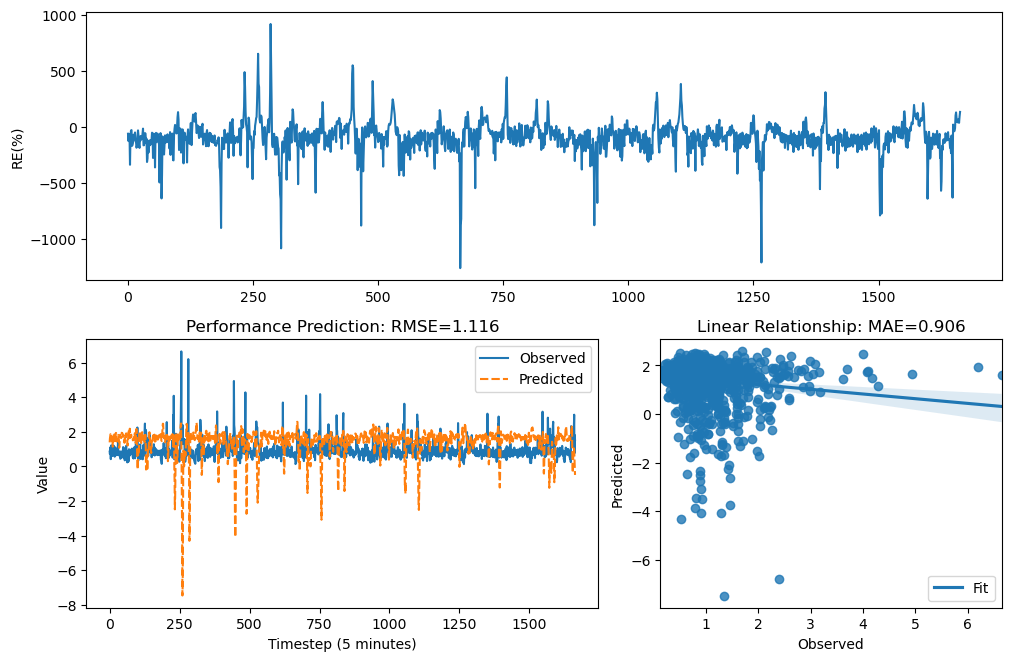 1000
500
0
−500
−1000
RE(%)
0 250 500 750 1000 1250 1500
Performance Prediction: RMSE=1.116
Observed
Predicted
6
4
2
0
−2
−4
−6
−8
Value
0 250 500 750 1000 1250 1500
Timestep (5 minutes)
Linear Relationship: MAE=0.906
2
0
−2
−4
−6
Predicted
Fit
1 2 3 4 5 6
Observed